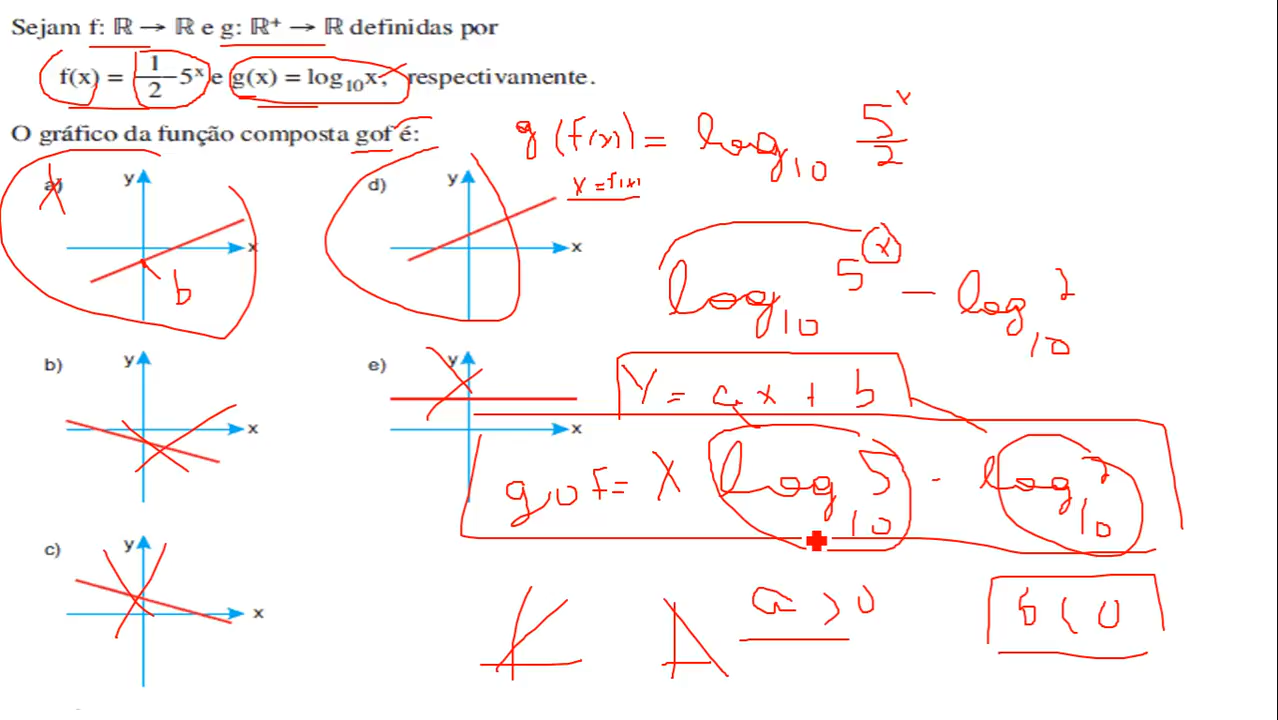 Sejam f: ℝ → ℝ e g: ℝ⁺ → ℝ definidas por
f(x) = 1/2 5ˣ e g(x) = log₁₀x, respectivamente.
O gráfico da função composta gof é:
g(f(x)) = log₁₀ 5ˣ/2
a) y x b
d) y x
x = f(x)
log₁₀ 5ˣ - log₁₀ 2
b) y x
e) y x
Y = ax + b
gof = x log₁₀ 5 - log₁₀ 2
c) y x
a > 0
b < 0